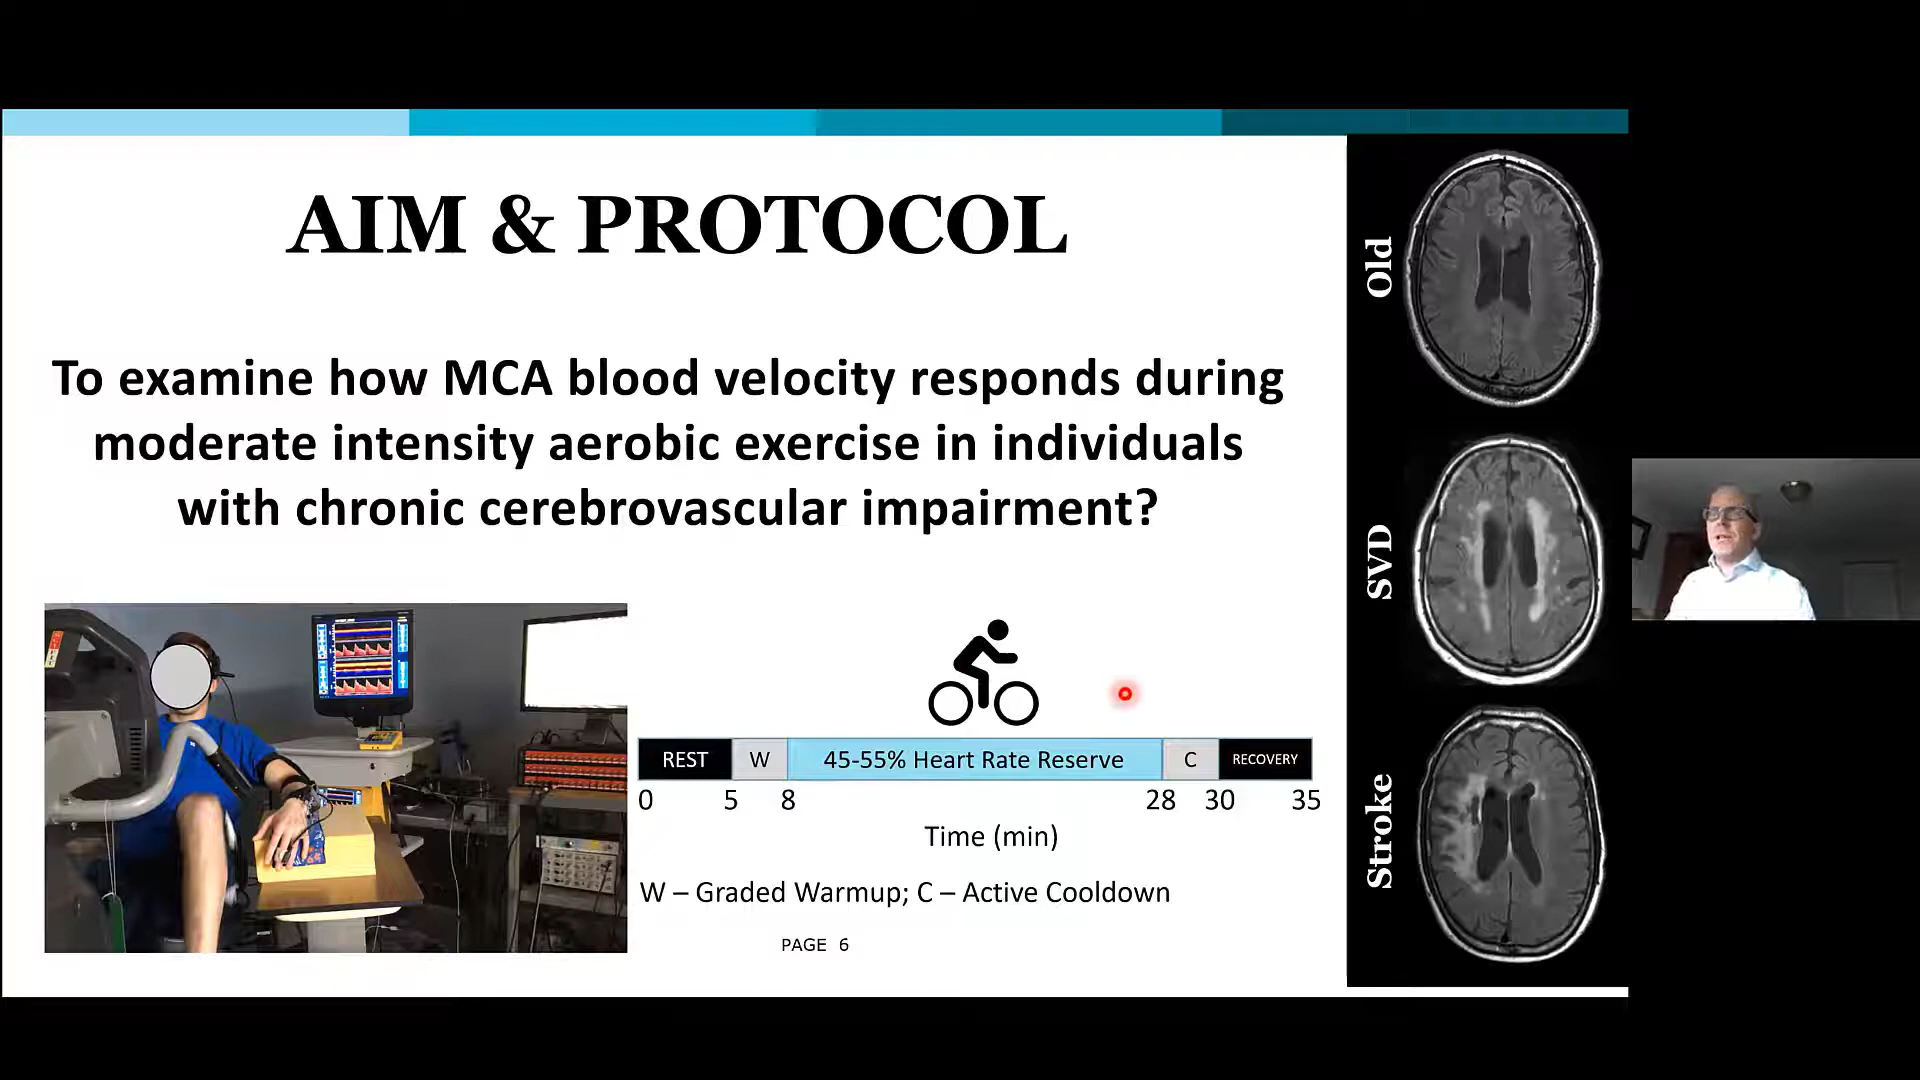 AIM & PROTOCOL
To examine how MCA blood velocity responds during
moderate intensity aerobic exercise in individuals
with chronic cerebrovascular impairment?
REST W 45-55% Heart Rate Reserve C RECOVERY
0 5 8 28 30 35
Time (min)
W – Graded Warmup; C – Active Cooldown
PAGE 6
Old
SVD
Stroke